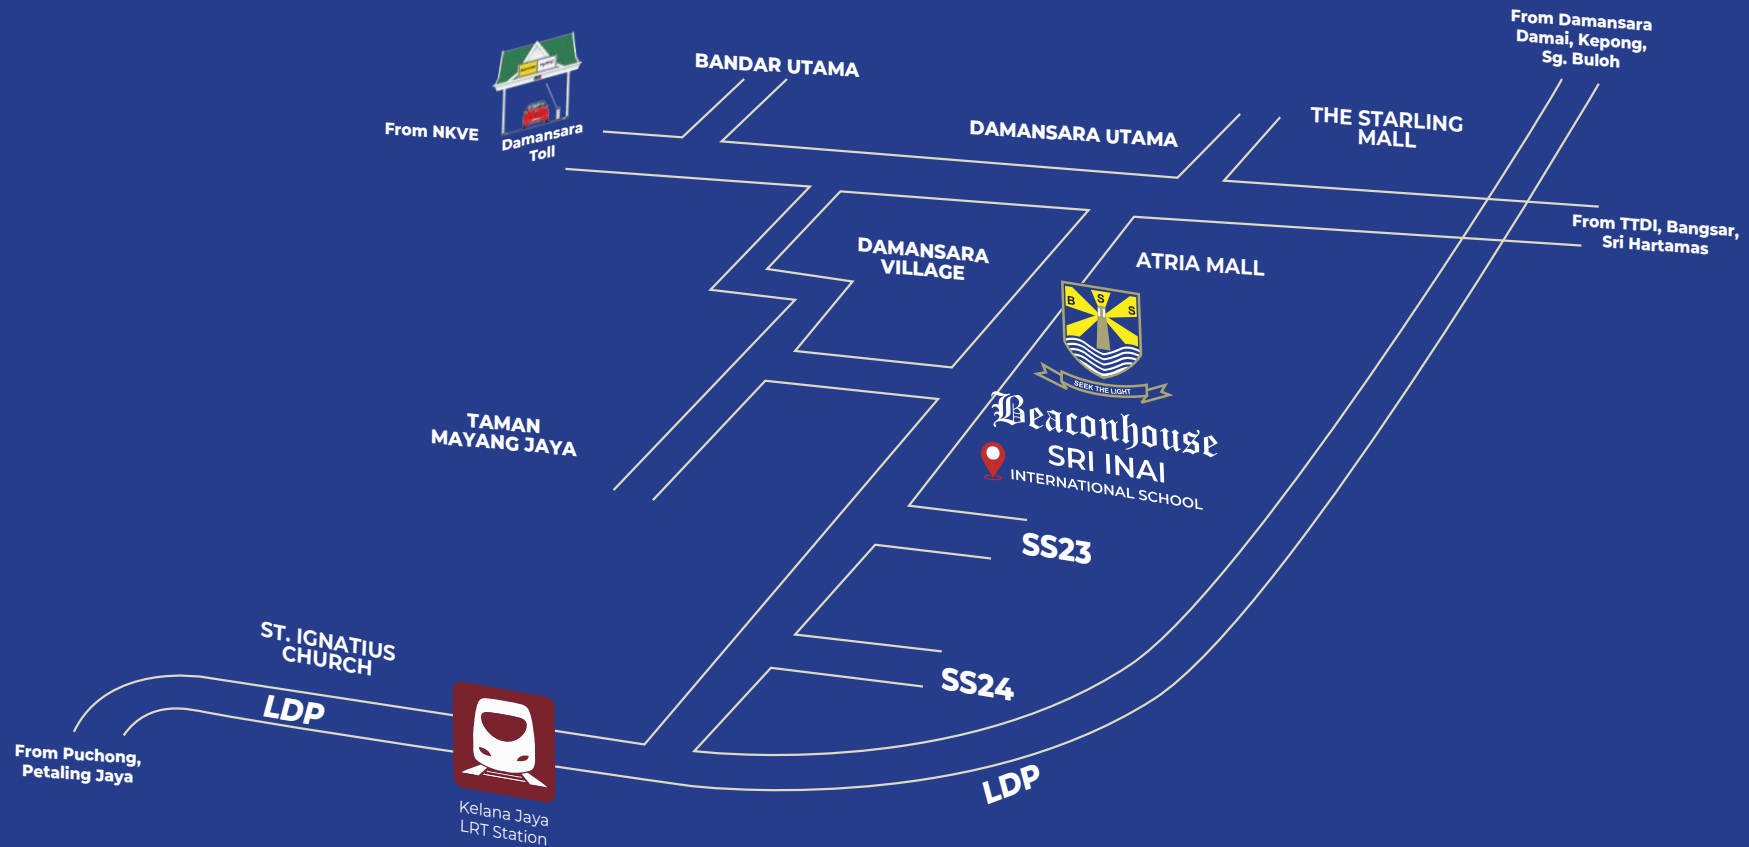 From Damansara
Damai, Kepong,
Sg. Buloh
BANDAR UTAMA
From NKVE
Damansara
Toll
DAMANSARA UTAMA
THE STARLING
MALL
From TTDI, Bangsar,
Sri Hartamas
DAMANSARA
VILLAGE
ATRIA MALL
B S S
SEEK THE LIGHT
Beaconhouse
SRI INAI
INTERNATIONAL SCHOOL
TAMAN
MAYANG JAYA
SS23
SS24
ST. IGNATIUS
CHURCH
LDP
From Puchong,
Petaling Jaya
Kelana Jaya
LRT Station
LDP